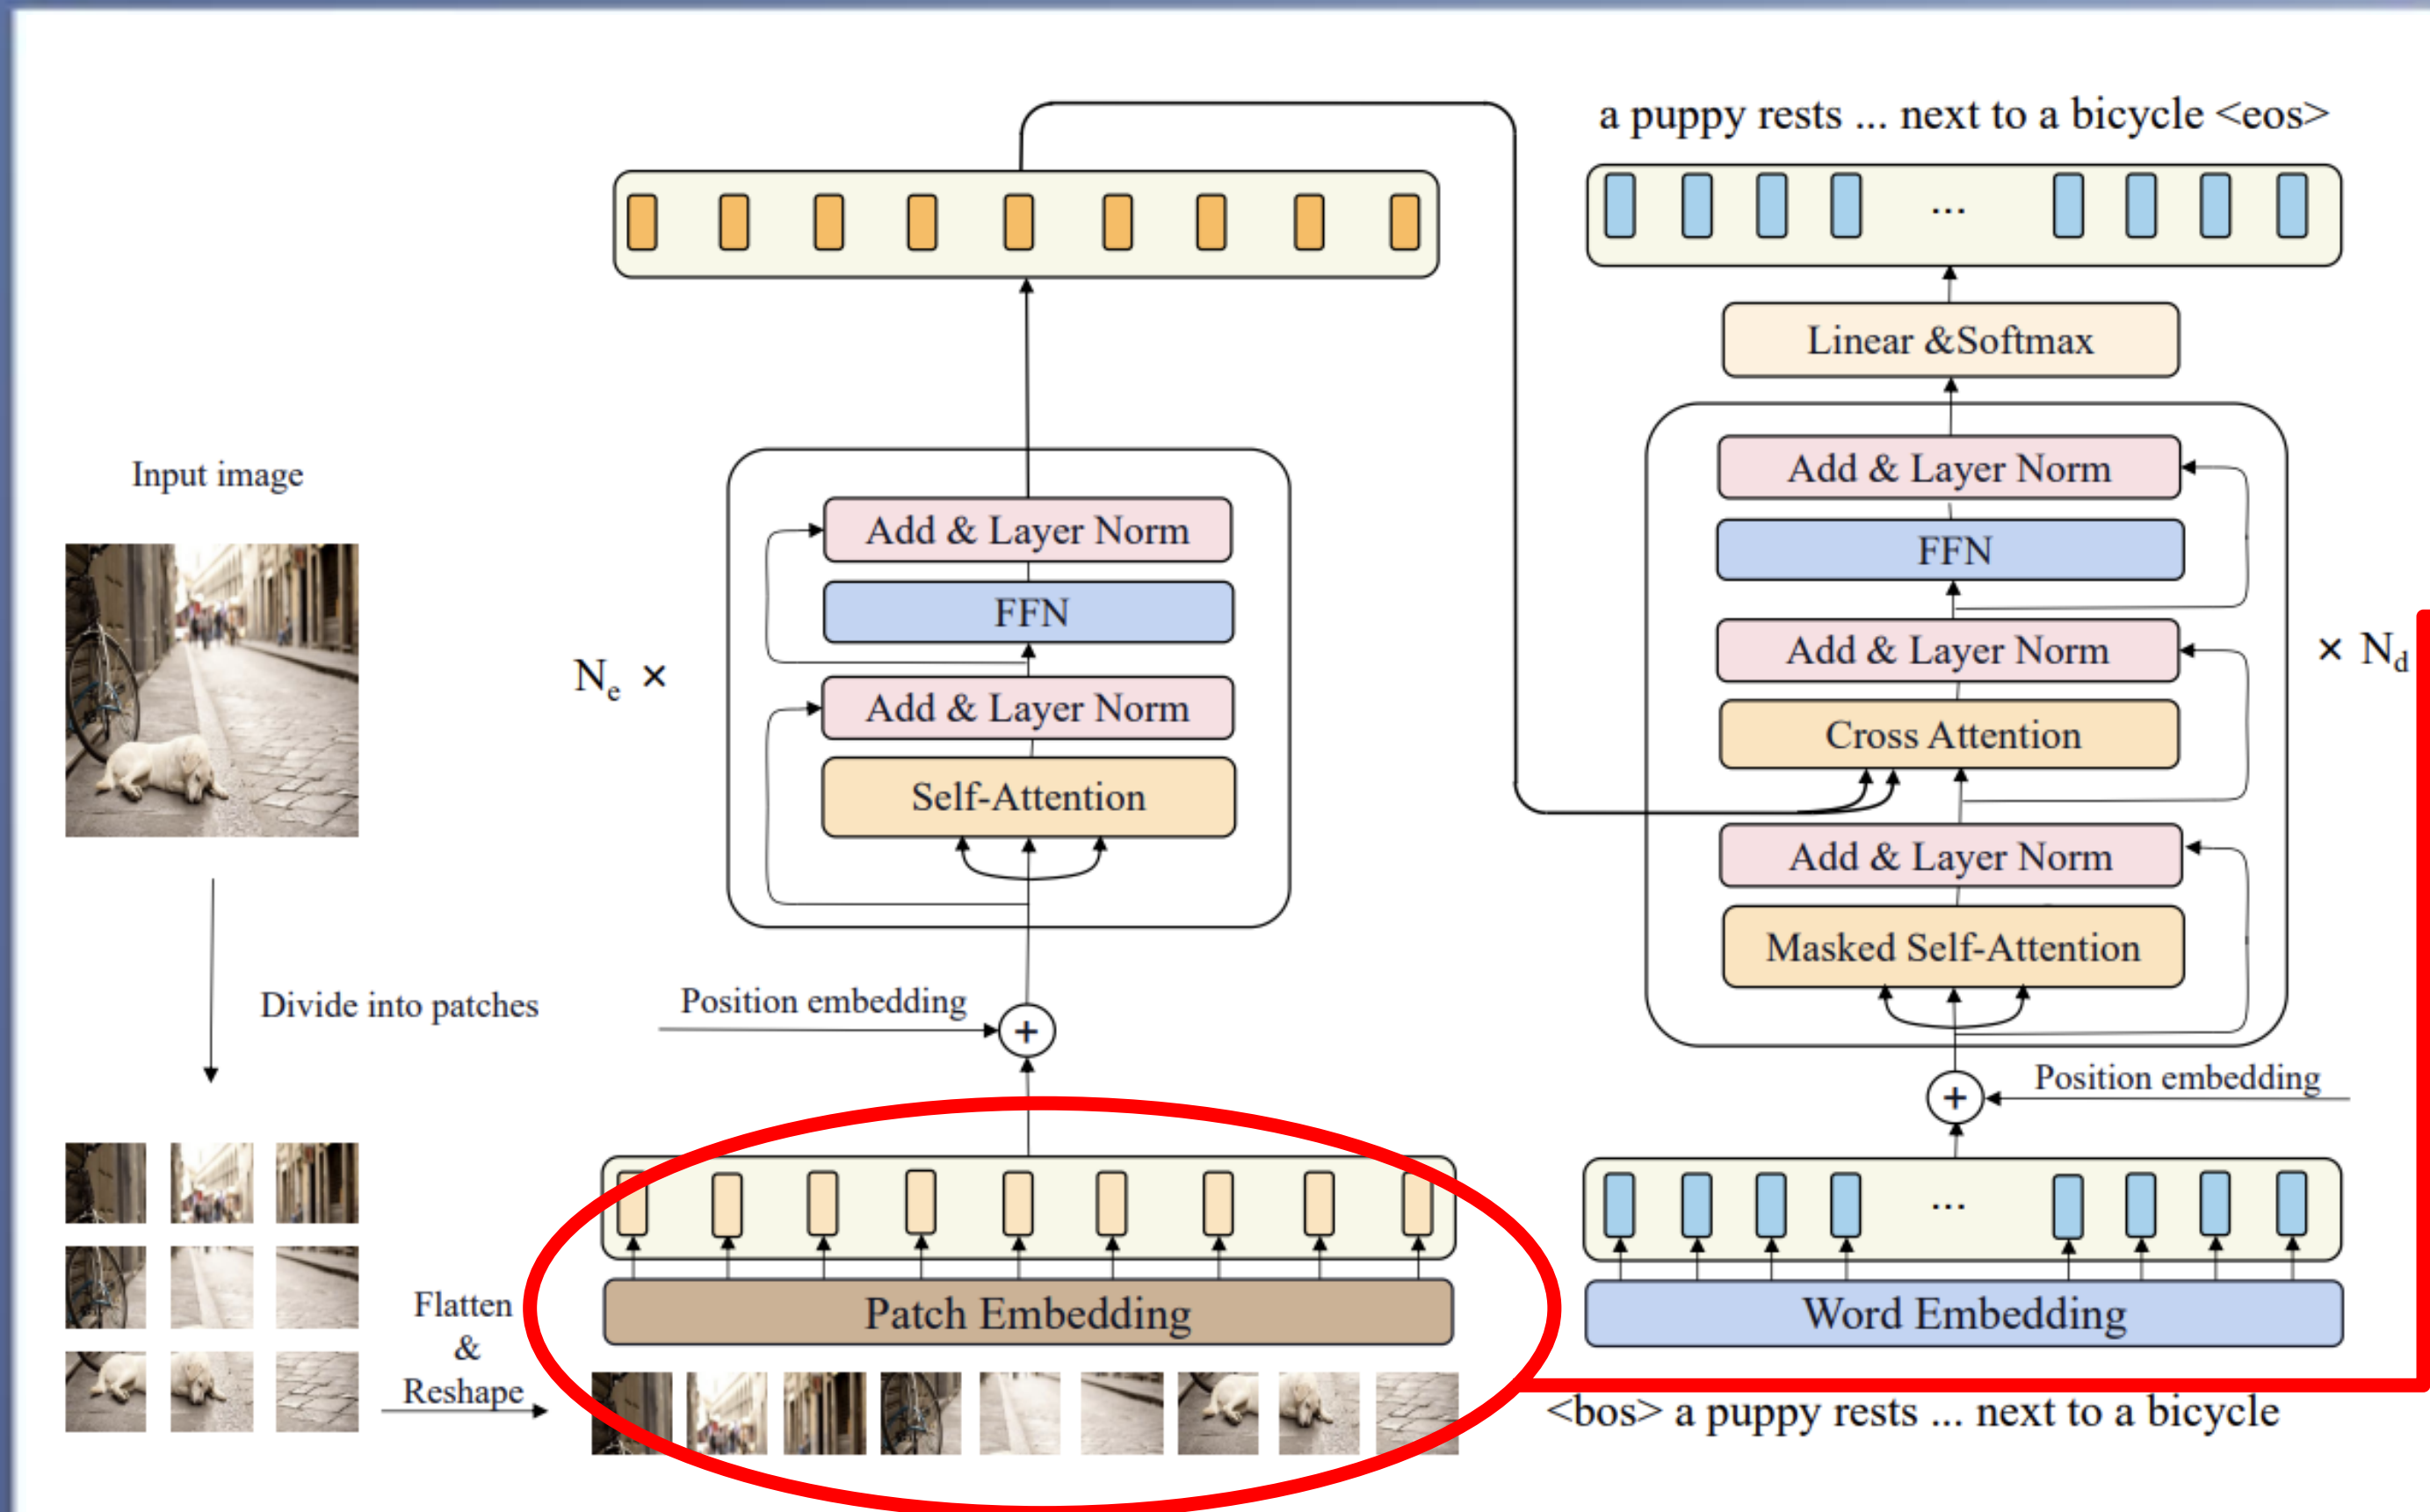 Input image
Divide into patches
Flatten
&
Reshape
Patch Embedding
Position embedding
+
N_e ×
Self-Attention
Add & Layer Norm
FFN
Add & Layer Norm
<bos> a puppy rests ... next to a bicycle
Word Embedding
...
Position embedding
+
Masked Self-Attention
Add & Layer Norm
Cross Attention
Add & Layer Norm
FFN
Add & Layer Norm
× N_d
Linear &Softmax
...
a puppy rests ... next to a bicycle <eos>